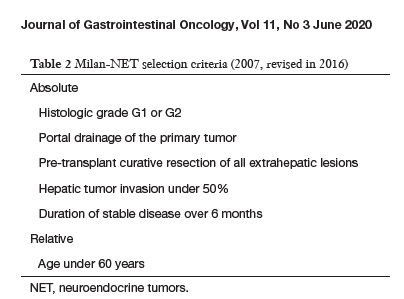 Journal of Gastrointestinal Oncology, Vol 11, No 3 June 2020
Table 2 Milan-NET selection criteria (2007, revised in 2016)
Absolute
Histologic grade G1 or G2
Portal drainage of the primary tumor
Pre-transplant curative resection of all extrahepatic lesions
Hepatic tumor invasion under 50%
Duration of stable disease over 6 months
Relative
Age under 60 years
NET, neuroendocrine tumors.